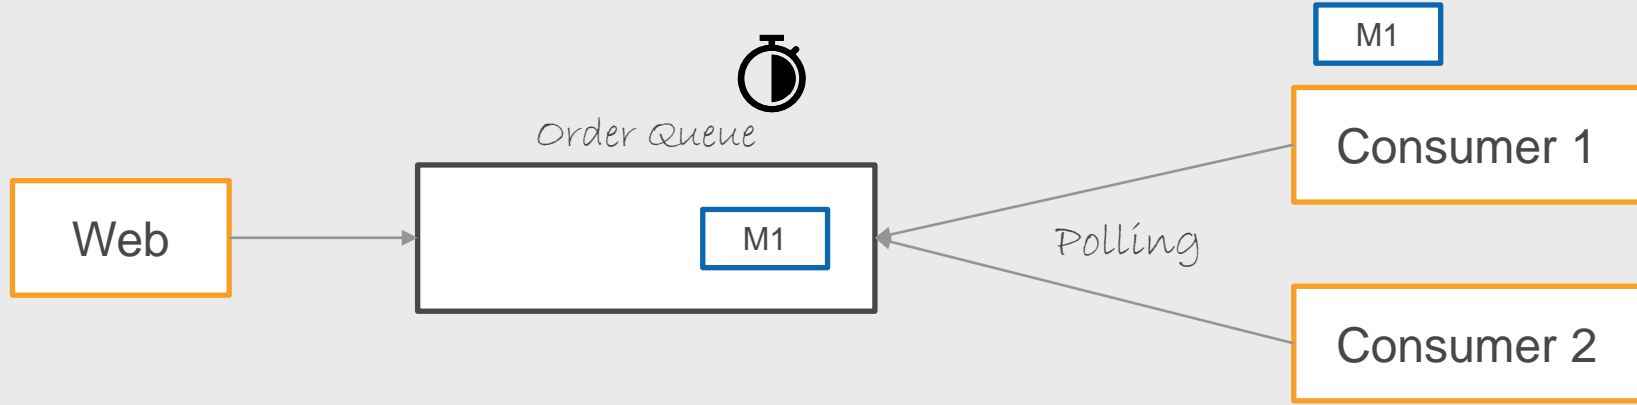 M1
Order Queue
Consumer 1
Web
M1
Polling
Consumer 2